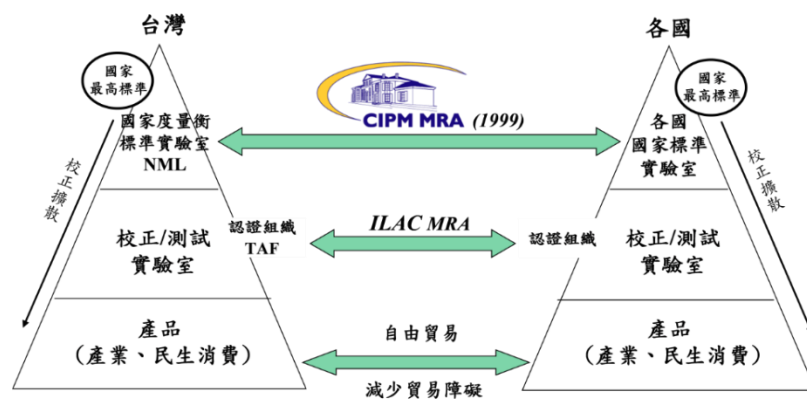 台灣
國家
最高標準
國家度量衡
標準實驗室
NML
校正擴散
校正/測試
實驗室
認證組織
TAF
產品
（產業、民生消費）
CIPM MRA (1999)
ILAC MRA
自由貿易
減少貿易障礙
各國
國家
最高標準
各國
國家標準
實驗室
校正擴散
認證組織
校正/測試
實驗室
產品
（產業、民生消費）